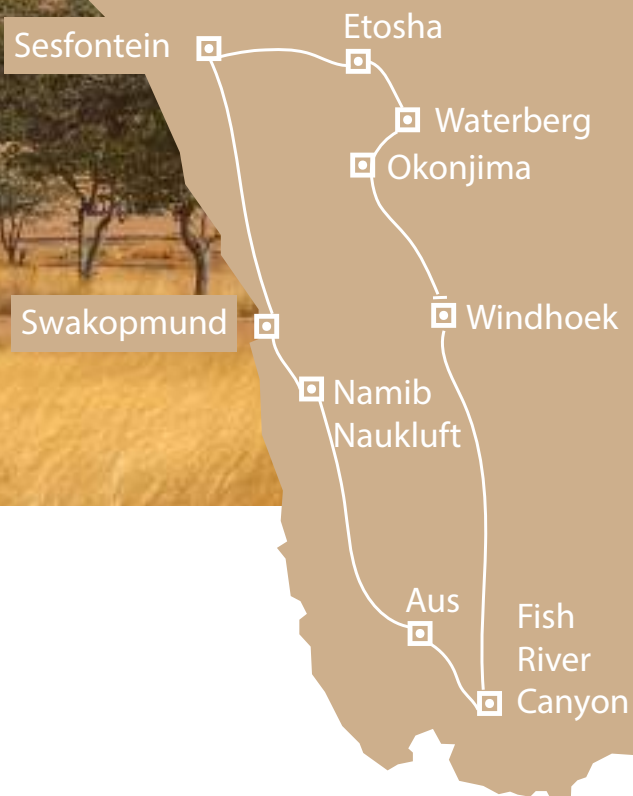 Etosha
Sesfontein
Waterberg
Okonjima
Windhoek
Swakopmund
Namib
Naukluft
Aus
Fish
River
Canyon